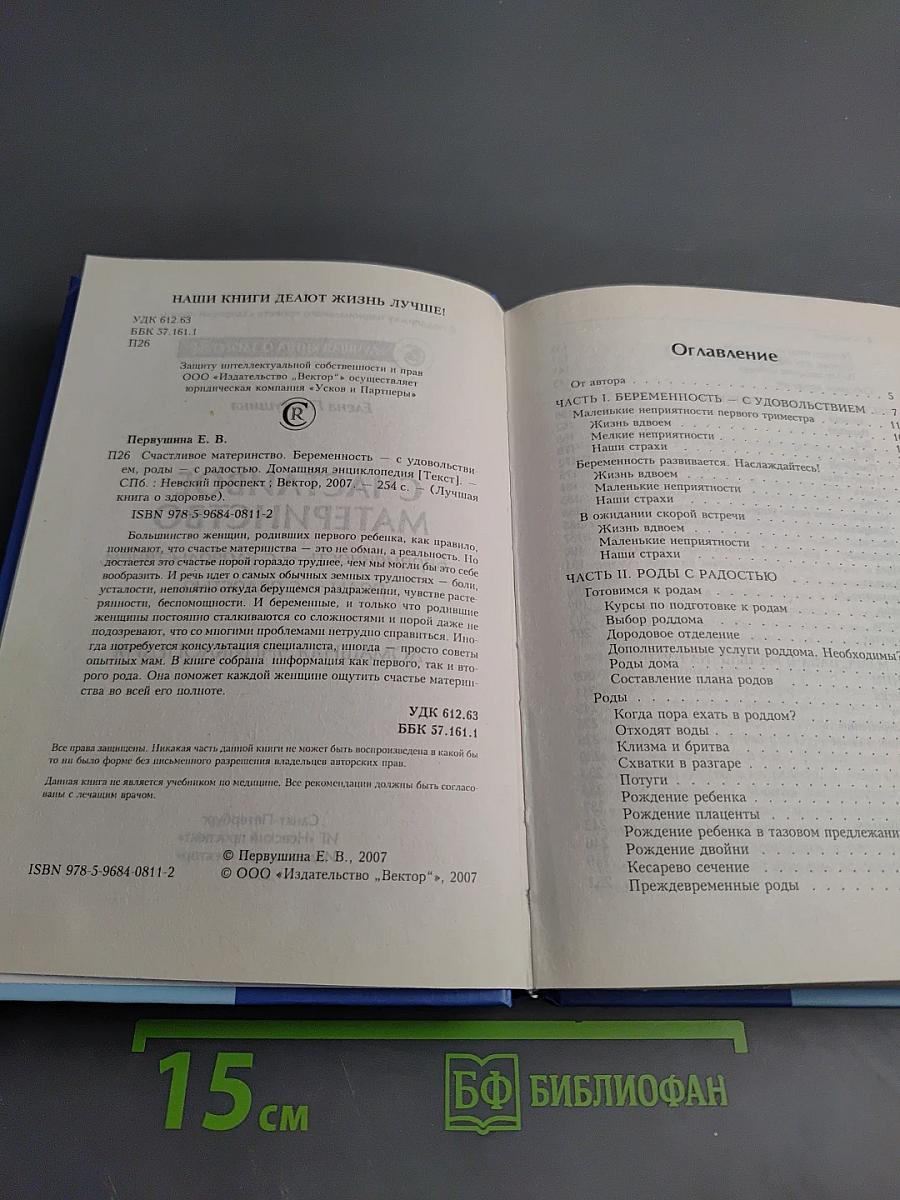 НАШИ КНИГИ ДЕЛАЮТ ЖИЗНЬ ЛУЧШЕ!
УДК 612.63
ББК 57.161.1
П26
Защиту интеллектуальной собственности и прав
ООО «Издательство „Вектор“» осуществляет
юридическая компания «Усков и Партнеры»
Первушина Е. В.
П26 Счастливое материнство. Беременность — с удовольстви-
ем, роды — с радостью. Домашняя энциклопедия [Текст]. —
СПб. : Невский проспект ; Вектор, 2007. — 254 с. — (Лучшая
книга о здоровье).
ISBN 978-5-9684-0811-2
Большинство женщин, родивших первого ребенка, как правило,
понимают, что счастье материнства — это не обман, а реальность. Но
достается это счастье порой гораздо труднее, чем мы могли бы это себе
вообразить. И речь идет о самых обычных земных трудностях — боли,
усталости, непонятно откуда берущемся раздражении, чувстве расте-
рянности, беспомощности. И беременные, и только что родившие
женщины постоянно сталкиваются со сложностями и порой даже не
подозревают, что со многими проблемами нетрудно справиться. Ино-
гда потребуется консультация специалиста, иногда — просто советы
опытных мам. В книге собрана информация как первого, так и вто-
рого рода. Она поможет каждой женщине ощутить счастье материн-
ства во всей его полноте.
УДК 612.63
ББК 57.161.1
Все права защищены. Никакая часть данной книги не может быть воспроизведена в какой бы
то ни было форме без письменного разрешения владельцев авторских прав.
Данная книга не является учебником по медицине. Все рекомендации должны быть согласо-
ваны с лечащим врачом.
© Первушина Е. В., 2007
ISBN 978-5-9684-0811-2 © ООО «Издательство „Вектор“», 2007
Оглавление
От автора . . . 5
ЧАСТЬ I. БЕРЕМЕННОСТЬ — С УДОВОЛЬСТВИЕМ . . 7
Маленькие неприятности первого триместра . . . 11
Жизнь вдвоем
Мелкие неприятности
Наши страхи
Беременность развивается. Наслаждайтесь!
Жизнь вдвоем
Маленькие неприятности
Наши страхи
В ожидании скорой встречи
Жизнь вдвоем
Маленькие неприятности
Наши страхи
ЧАСТЬ II. РОДЫ С РАДОСТЬЮ
Готовимся к родам
Курсы по подготовке к родам
Выбор роддома
Дородовое отделение
Дополнительные услуги роддома. Необходимы?
Роды дома
Составление плана родов
Роды
Когда пора ехать в роддом?
Отходят воды
Клизма и бритва
Схватки в разгаре
Потуги
Рождение ребенка
Рождение плаценты
Рождение ребенка в тазовом предлежани
Рождение двойни
Кесарево сечение
Преждевременные роды
15 см
БФ БИБЛИОФАН